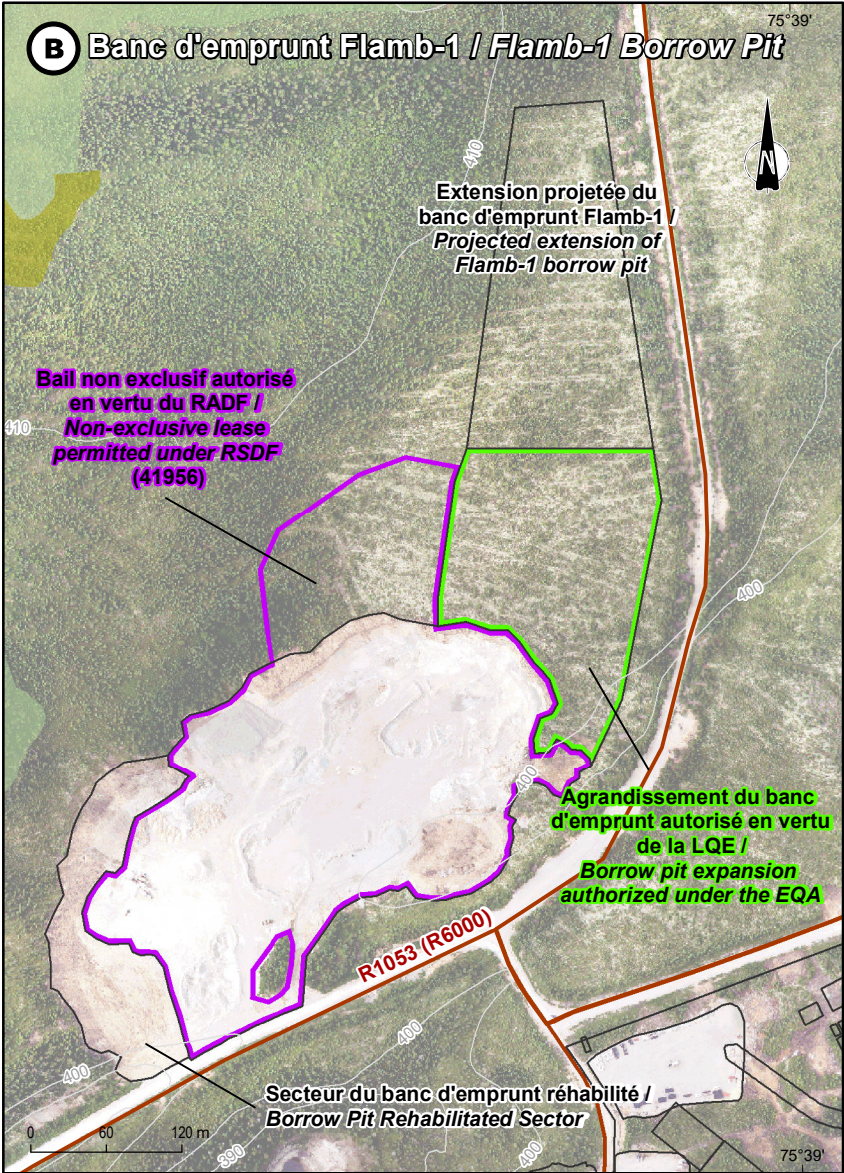 75°39'
B Banc d'emprunt Flamb-1 / Flamb-1 Borrow Pit
N
410
Extension projetée du
banc d'emprunt Flamb-1 /
Projected extension of
Flamb-1 borrow pit
Bail non exclusif autorisé
en vertu du RADF /
Non-exclusive lease
permitted under RSDF
(41956)
410
400
400
Agrandissement du banc
d'emprunt autorisé en vertu
de la LQE /
Borrow pit expansion
authorized under the EQA
R1053 (R6000)
400
400
Secteur du banc d'emprunt réhabilité /
Borrow Pit Rehabilitated Sector
0 60 120 m
390
400
75°39'